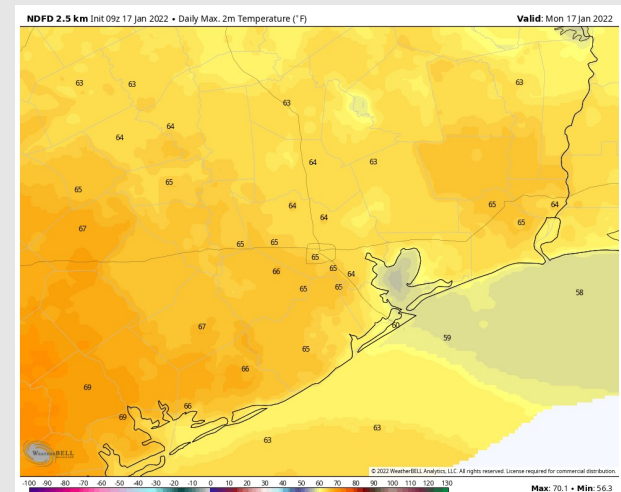 NDFD 2.5 km Init 09z 17 Jan 2022 • Daily Max. 2m Temperature (°F) Valid: Mon 17 Jan 2022
63 63 63
63
64 64
64 63
65 65
65 64
64 64
65
67
65 65
65
66 65 64
65 65
58
67 60
59
65
66
69
69 66
63
63
WeatherBELL
© 2022 WeatherBELL Analytics, LLC. All rights reserved. License required for commercial distribution.
-100 -90 -80 -70 -60 -50 -40 -30 -20 -10 0 10 20 30 40 50 60 70 80 90 100 110 120 130
Max: 70.1 • Min: 56.3